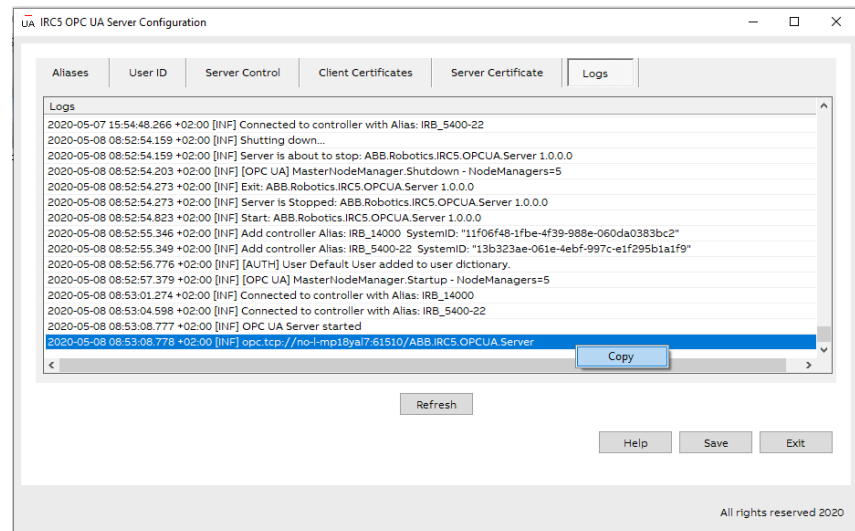 UA IRC5 OPC UA Server Configuration
Aliases User ID Server Control Client Certificates Server Certificate Logs
Logs
2020-05-07 15:54:48.266 +02:00 [INF] Connected to controller with Alias: IRB_5400-22
2020-05-08 08:52:54.159 +02:00 [INF] Shutting down...
2020-05-08 08:52:54.159 +02:00 [INF] Server is about to stop: ABB.Robotics.IRC5.OPCUA.Server 1.0.0.0
2020-05-08 08:52:54.203 +02:00 [INF] [OPC UA] MasterNodeManager.Shutdown - NodeManagers=5
2020-05-08 08:52:54.273 +02:00 [INF] Exit: ABB.Robotics.IRC5.OPCUA.Server 1.0.0.0
2020-05-08 08:52:54.273 +02:00 [INF] Server is Stopped: ABB.Robotics.IRC5.OPCUA.Server 1.0.0.0
2020-05-08 08:52:54.823 +02:00 [INF] Start: ABB.Robotics.IRC5.OPCUA.Server 1.0.0.0
2020-05-08 08:52:55.346 +02:00 [INF] Add controller Alias: IRB_14000 SystemID: "11f06f48-1fbe-4f39-988e-060da0383bc2"
2020-05-08 08:52:55.349 +02:00 [INF] Add controller Alias: IRB_5400-22 SystemID: "13b323ae-061e-4ebf-997c-e1f295b1a1f9"
2020-05-08 08:52:56.776 +02:00 [INF] [AUTH] User Default User added to user dictionary.
2020-05-08 08:52:57.379 +02:00 [INF] [OPC UA] MasterNodeManager.Startup - NodeManagers=5
2020-05-08 08:53:01.274 +02:00 [INF] Connected to controller with Alias: IRB_14000
2020-05-08 08:53:04.598 +02:00 [INF] Connected to controller with Alias: IRB_5400-22
2020-05-08 08:53:08.777 +02:00 [INF] OPC UA Server started
2020-05-08 08:53:08.778 +02:00 [INF] opc.tcp://no-l-mp18yal7:61510/ABB.IRC5.OPCUA.Server
Copy
Refresh
Help Save Exit
All rights reserved 2020